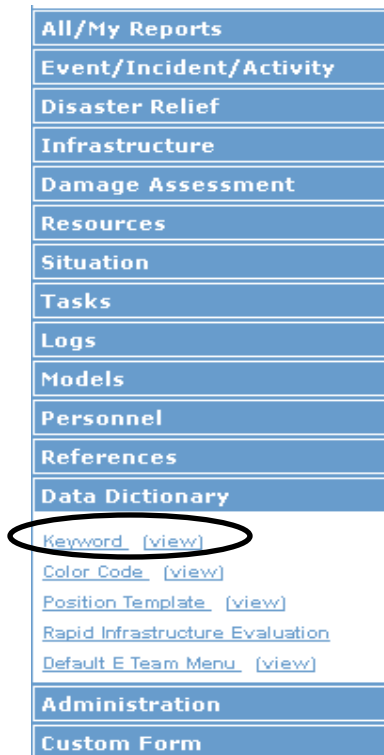 All/My Reports
Event/Incident/Activity
Disaster Relief
Infrastructure
Damage Assessment
Resources
Situation
Tasks
Logs
Models
Personnel
References
Data Dictionary
Keyword (view)
Color Code (view)
Position Template (view)
Rapid Infrastructure Evaluation
Default E Team Menu (view)
Administration
Custom Form